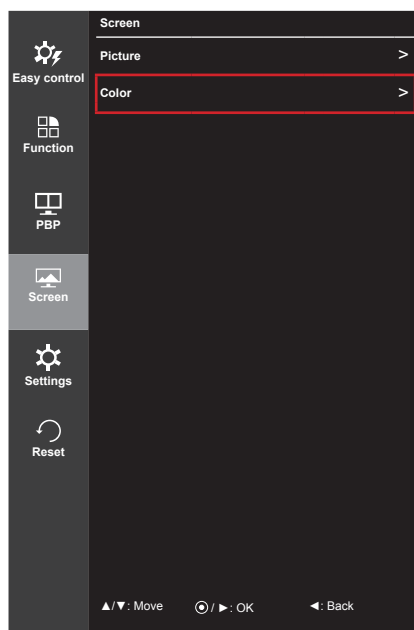 Screen
Picture >
Color >
Easy control
Function
PBP
Screen
Settings
Reset
▲/▼: Move ◉ / ►: OK ◄: Back